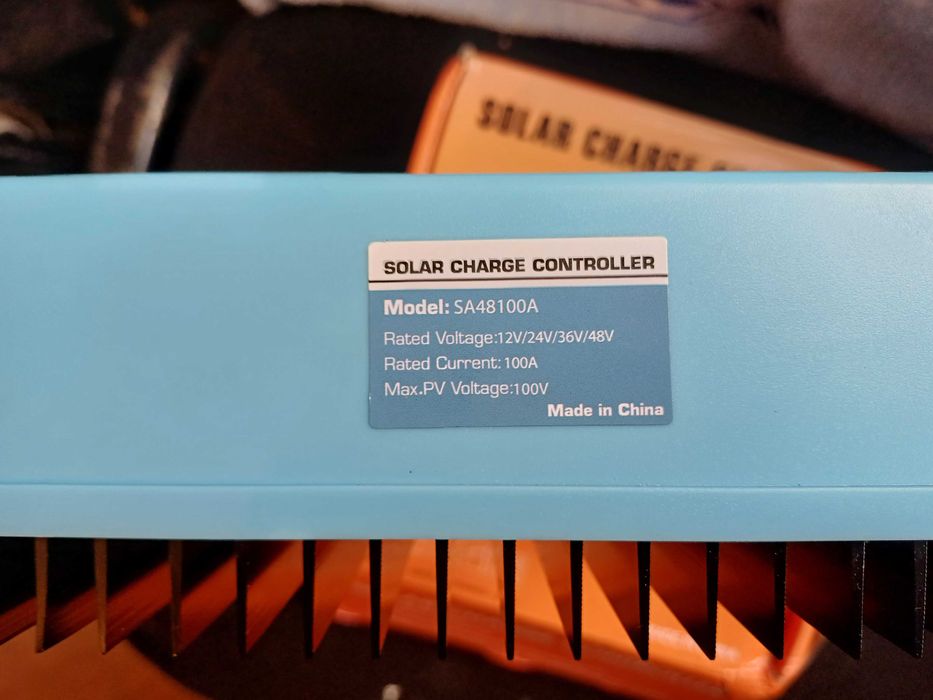 SOLAR CHARGE
SOLAR CHARGE CONTROLLER
Model: SA48100A
Rated Voltage:12V/24V/36V/48V
Rated Current: 100A
Max.PV Voltage:100V
Made in China